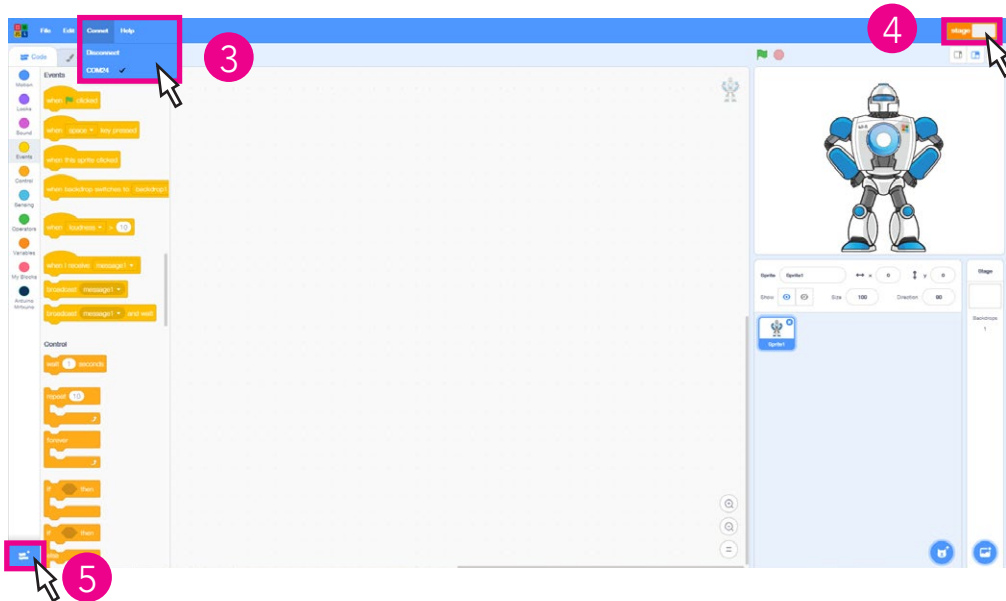 File Edit Connet Help
Disconnect
COM24
3
4
stage
Code
Motion
Looks
Sound
Events
Control
Sensing
Operators
Variables
My Blocks
Arduino
Events
when clicked
when space key pressed
when this sprite clicked
when backdrop switches to backdrop1
when loudness > 10
when I receive message1
broadcast message1
broadcast message1 and wait
Control
wait 1 seconds
repeat 10
forever
if then
if then
else
5
Sprite Sprite1 x 0 y 0
Show Size 100 Direction 90
Sprite1
Stage
Backdrops
1